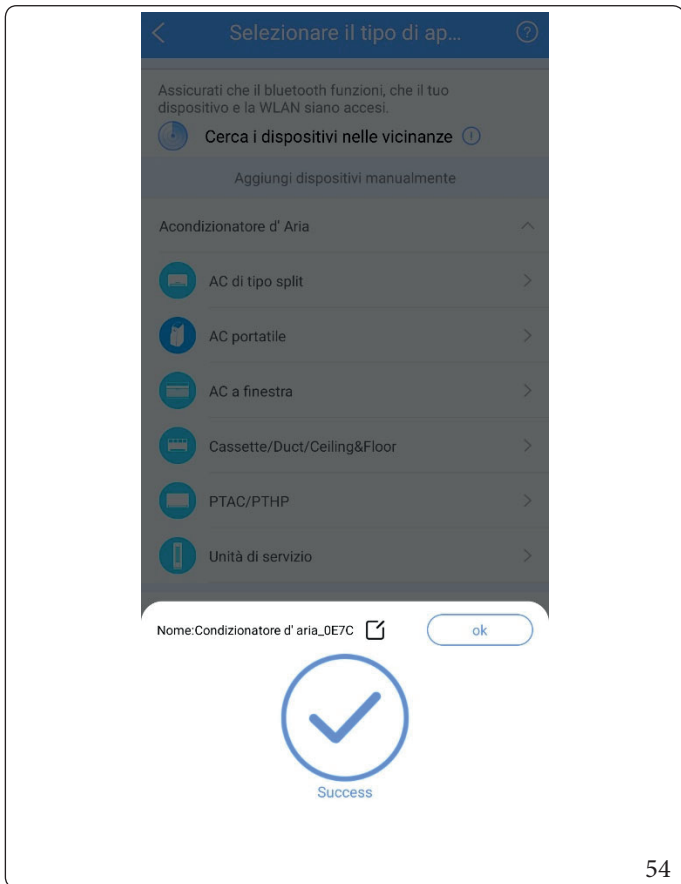 Selezionare il tipo di ap...
Assicurati che il bluetooth funzioni, che il tuo
dispositivo e la WLAN siano accesi.
Cerca i dispositivi nelle vicinanze
Aggiungi dispositivi manualmente
Acondizionatore d' Aria
AC di tipo split
AC portatile
AC a finestra
Cassette/Duct/Ceiling&Floor
PTAC/PTHP
Unità di servizio
Nome:Condizionatore d' aria_0E7C
ok
Success
54